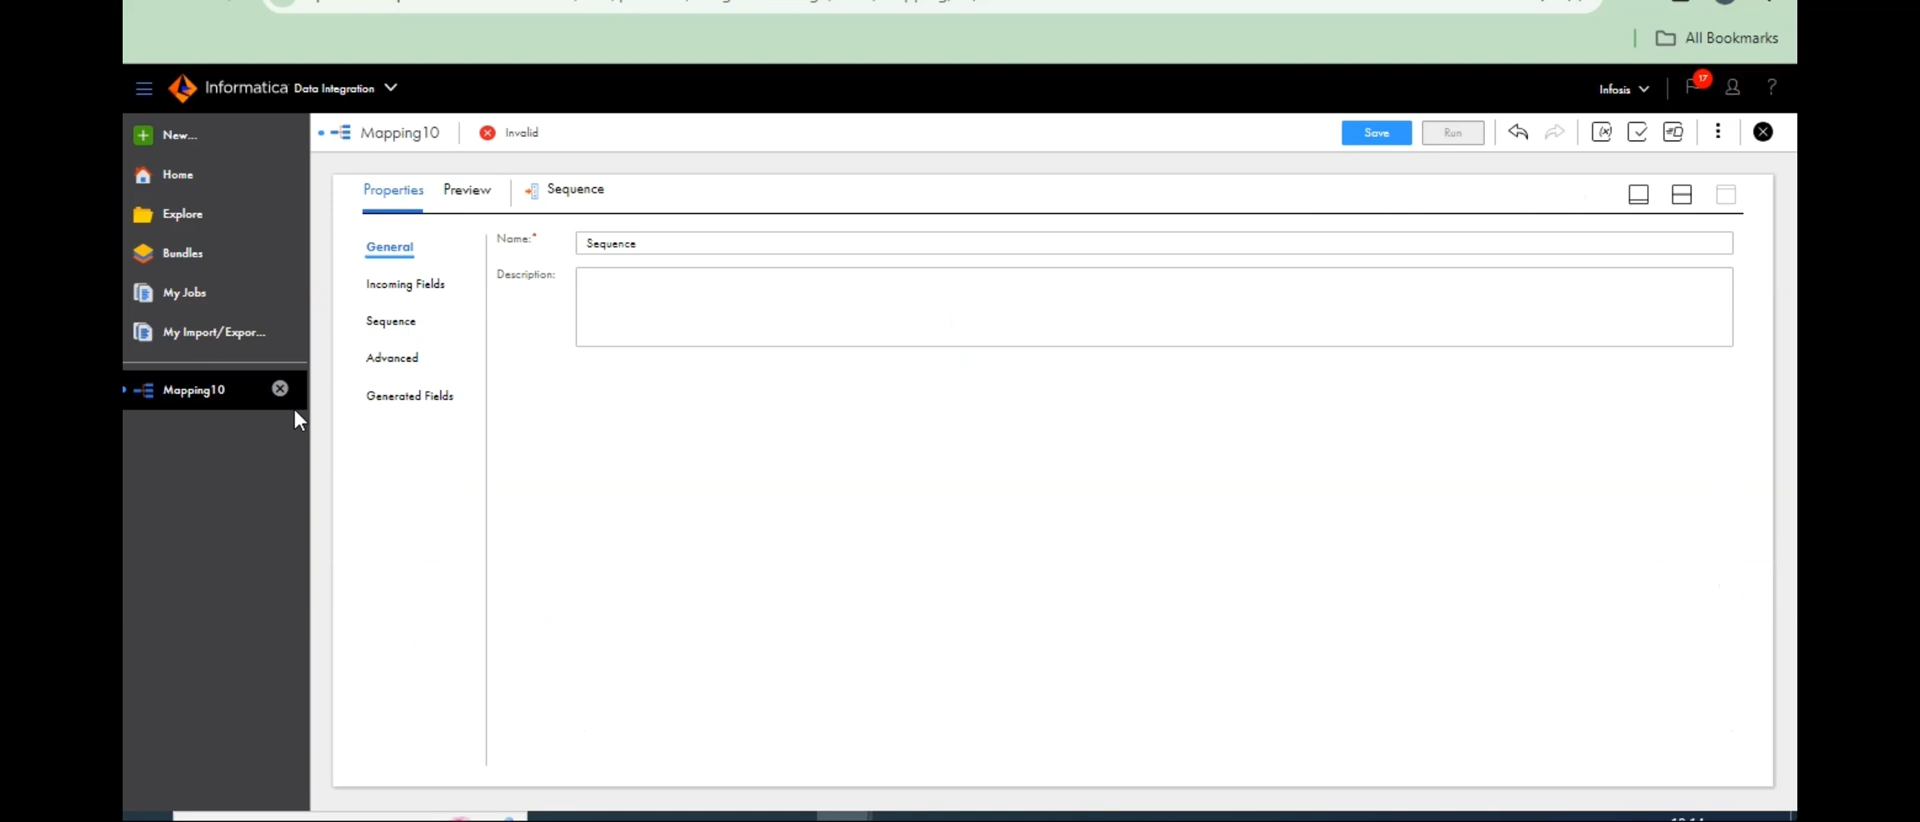 All Bookmarks
Informatica Data Integration
Infosis
17
?
New...
Mapping10
Invalid
Save
Run
Home
Properties
Preview
Sequence
Explore
General
Name:*
Sequence
Bundles
Incoming Fields
Description:
My Jobs
Sequence
My Import/Expor...
Advanced
Mapping10
Generated Fields